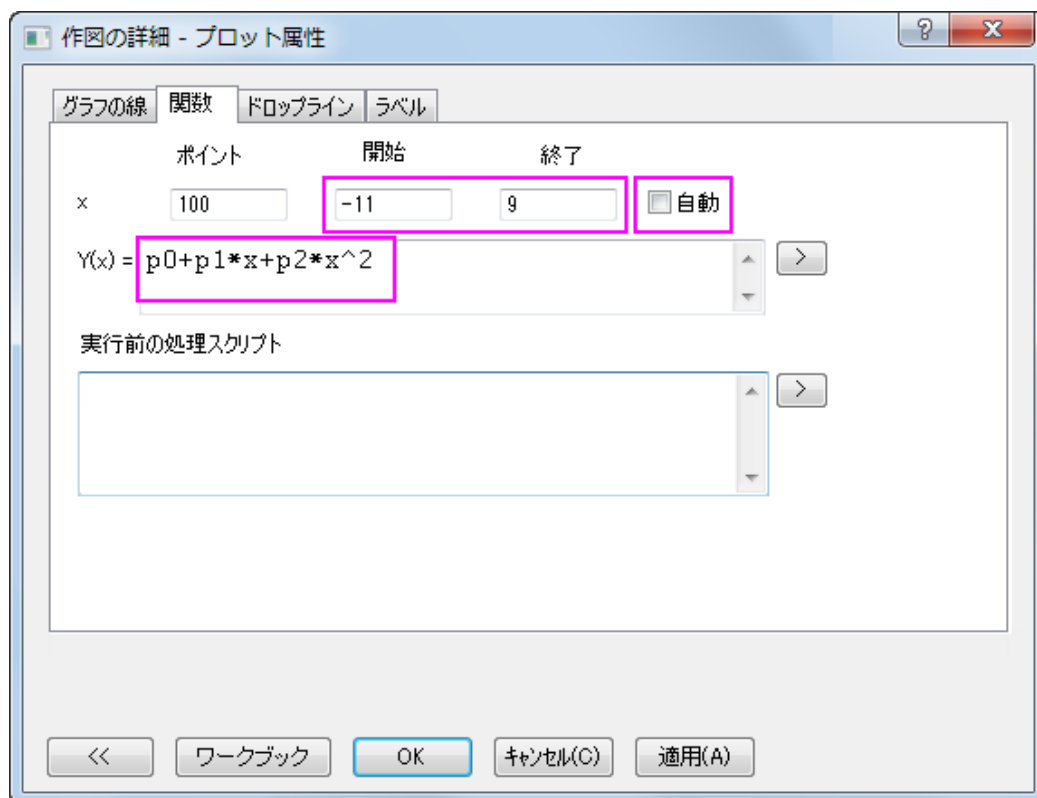 作図の詳細 - プロット属性
グラフの線 関数 ドロップライン ラベル
ポイント 開始 終了
x 100 -11 9 自動
Y(x) = p0+p1*x+p2*x^2 >
実行前の処理スクリプト
>
<< ワークブック OK キャンセル(C) 適用(A)